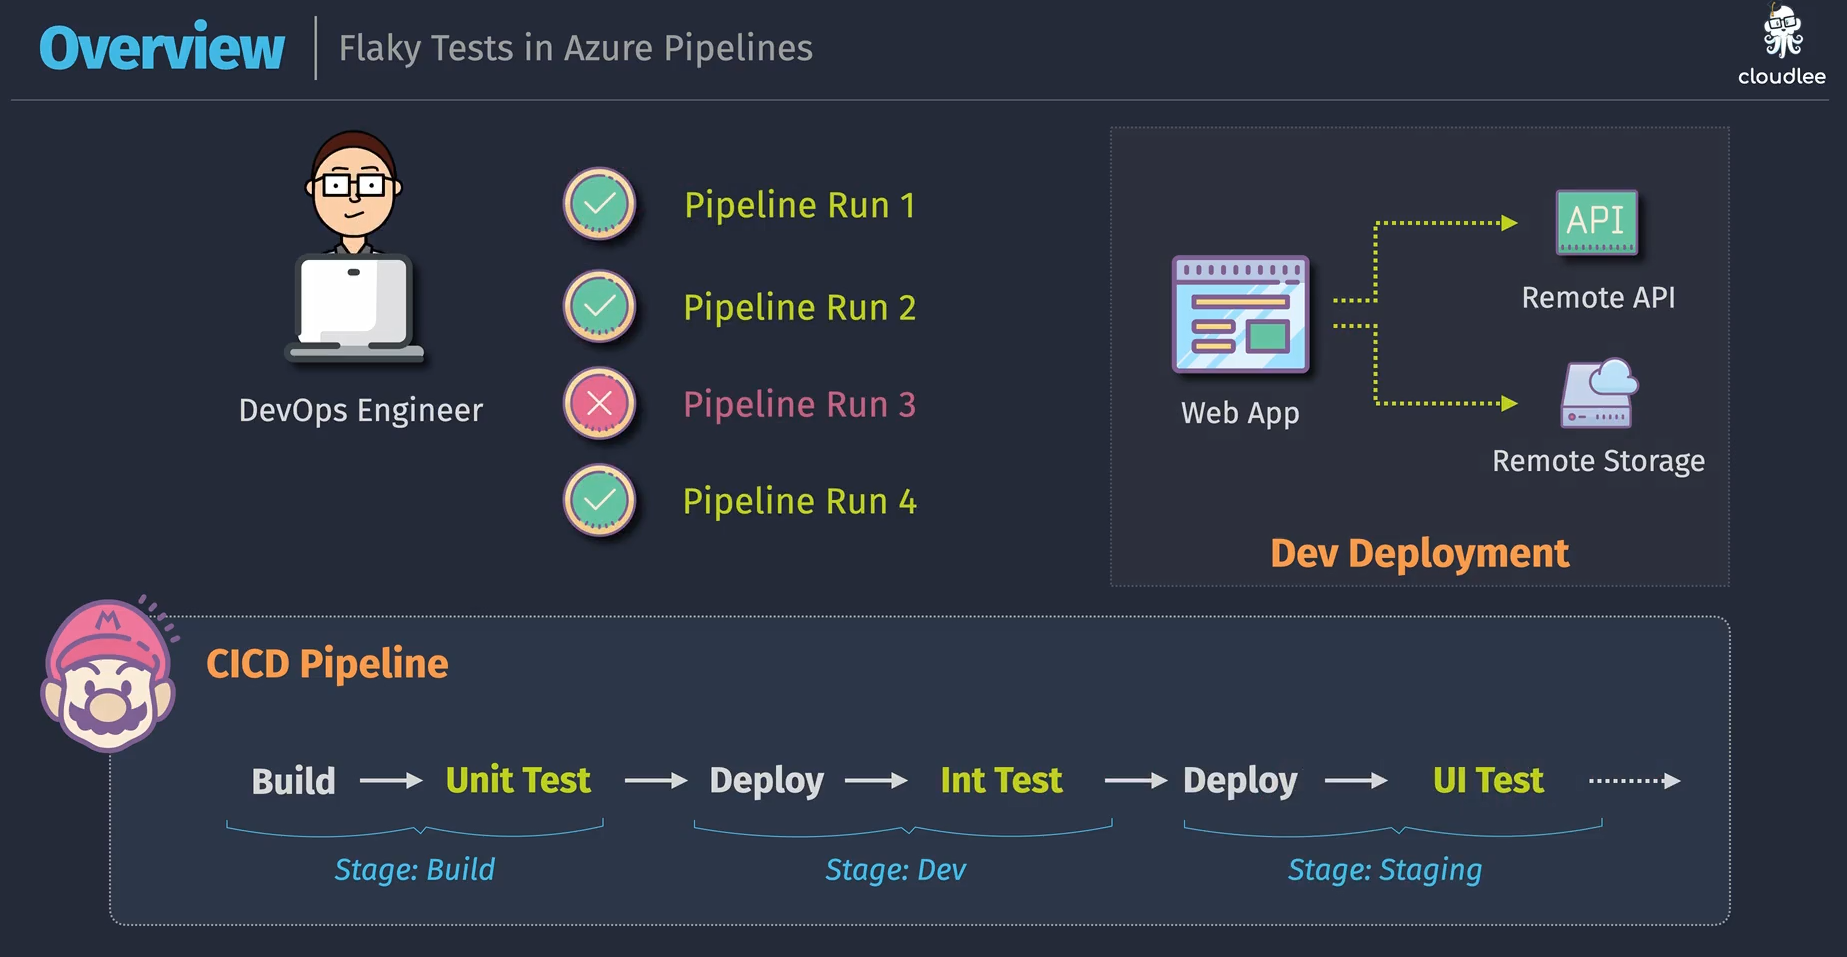 Overview
Flaky Tests in Azure Pipelines
cloudlee
DevOps Engineer
Pipeline Run 1
Pipeline Run 2
Pipeline Run 3
Pipeline Run 4
Web App
API
Remote API
Remote Storage
Dev Deployment
M
CICD Pipeline
Build
Unit Test
Deploy
Int Test
Deploy
UI Test
Stage: Build
Stage: Dev
Stage: Staging